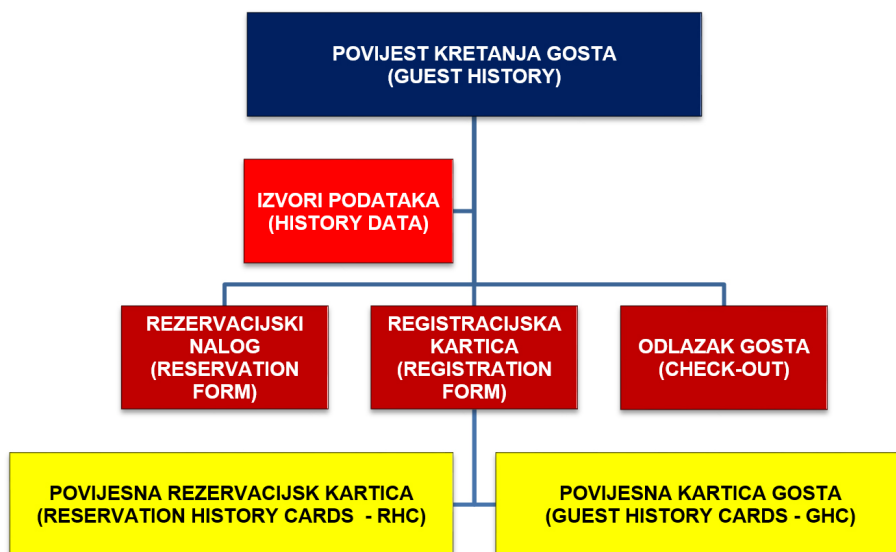 POVIJEST KRETANJA GOSTA
(GUEST HISTORY)
IZVORI PODATAKA
(HISTORY DATA)
REZERVACIJSKI
NALOG
(RESERVATION
FORM)
REGISTRACIJSKA
KARTICA
(REGISTRATION
FORM)
ODLAZAK GOSTA
(CHECK-OUT)
POVIJESNA REZERVACIJSK KARTICA
(RESERVATION HISTORY CARDS - RHC)
POVIJESNA KARTICA GOSTA
(GUEST HISTORY CARDS - GHC)